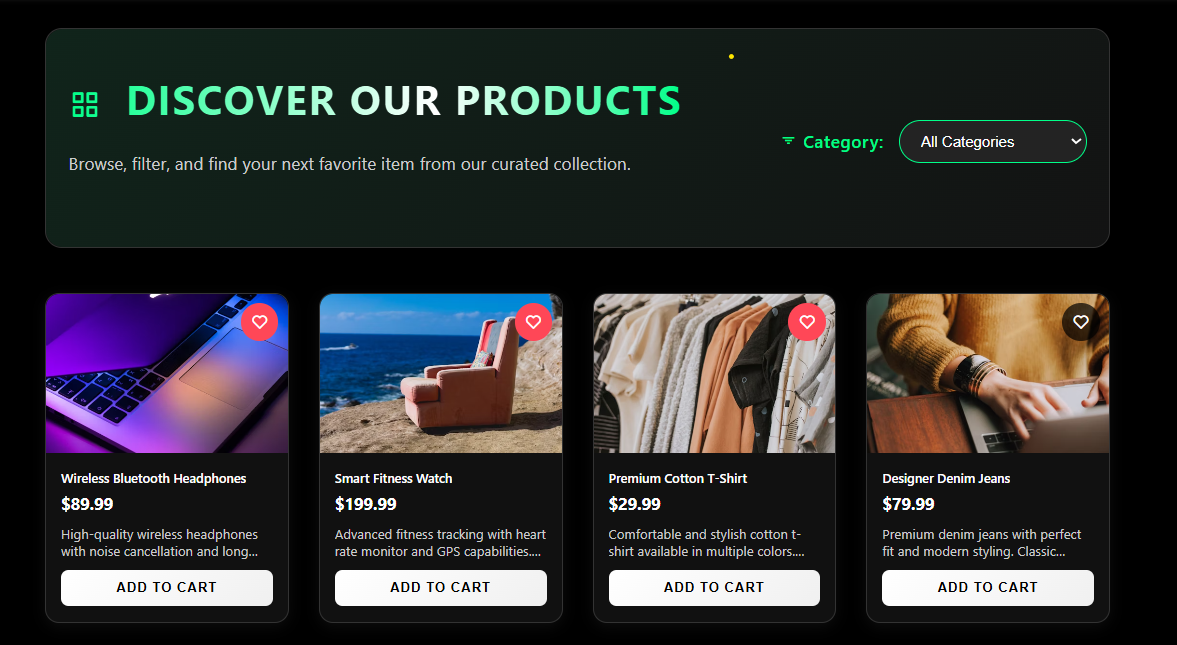 DISCOVER OUR PRODUCTS
Browse, filter, and find your next favorite item from our curated collection.
Category:
All Categories
Wireless Bluetooth Headphones
$89.99
High-quality wireless headphones
with noise cancellation and long...
ADD TO CART
Smart Fitness Watch
$199.99
Advanced fitness tracking with heart
rate monitor and GPS capabilities....
ADD TO CART
Premium Cotton T-Shirt
$29.99
Comfortable and stylish cotton t-
shirt available in multiple colors....
ADD TO CART
Designer Denim Jeans
$79.99
Premium denim jeans with perfect
fit and modern styling. Classic...
ADD TO CART